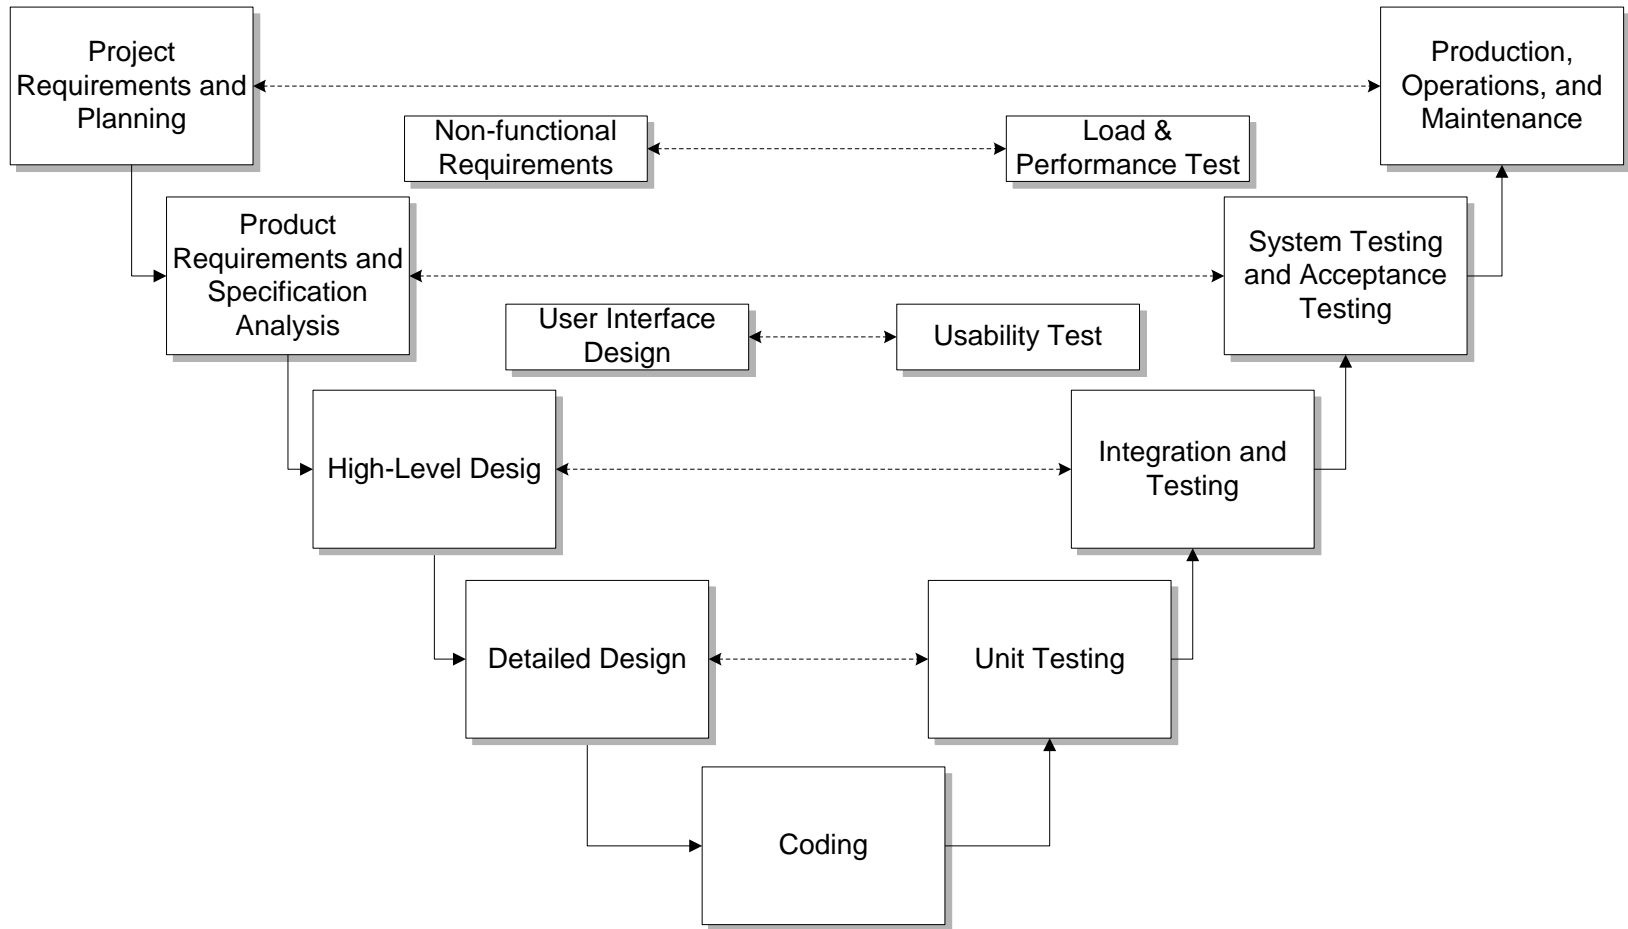 Project
Requirements and
Planning
Production,
Operations, and
Maintenance
Non-functional
Requirements
Load &
Performance Test
Product
Requirements and
Specification
Analysis
System Testing
and Acceptance
Testing
User Interface
Design
Usability Test
High-Level Desig
Integration and
Testing
Detailed Design
Unit Testing
Coding